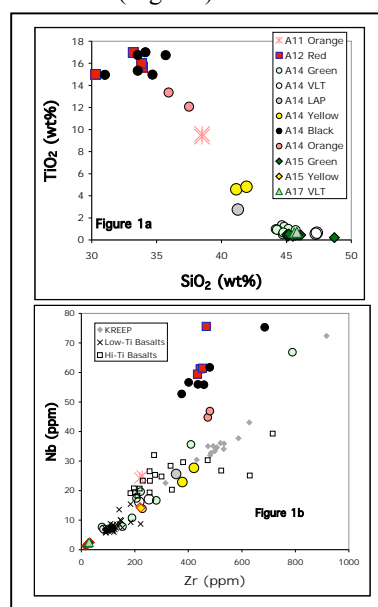 18
16
14
12
10
8
6
4
2
0
TiO2 (wt%)
A11 Orange
A12 Red
A14 Green
A14 VLT
A14 LAP
A14 Yellow
A14 Black
A14 Orange
A15 Green
A15 Yellow
A17 VLT
Figure 1a
30
35
40
45
50
SiO2 (wt%)
80
70
60
50
40
30
20
10
0
Nb (ppm)
KREEP
Low-Ti Basalts
Hi-Ti Basalts
Figure 1b
0
200
400
600
800
1000
Zr (ppm)